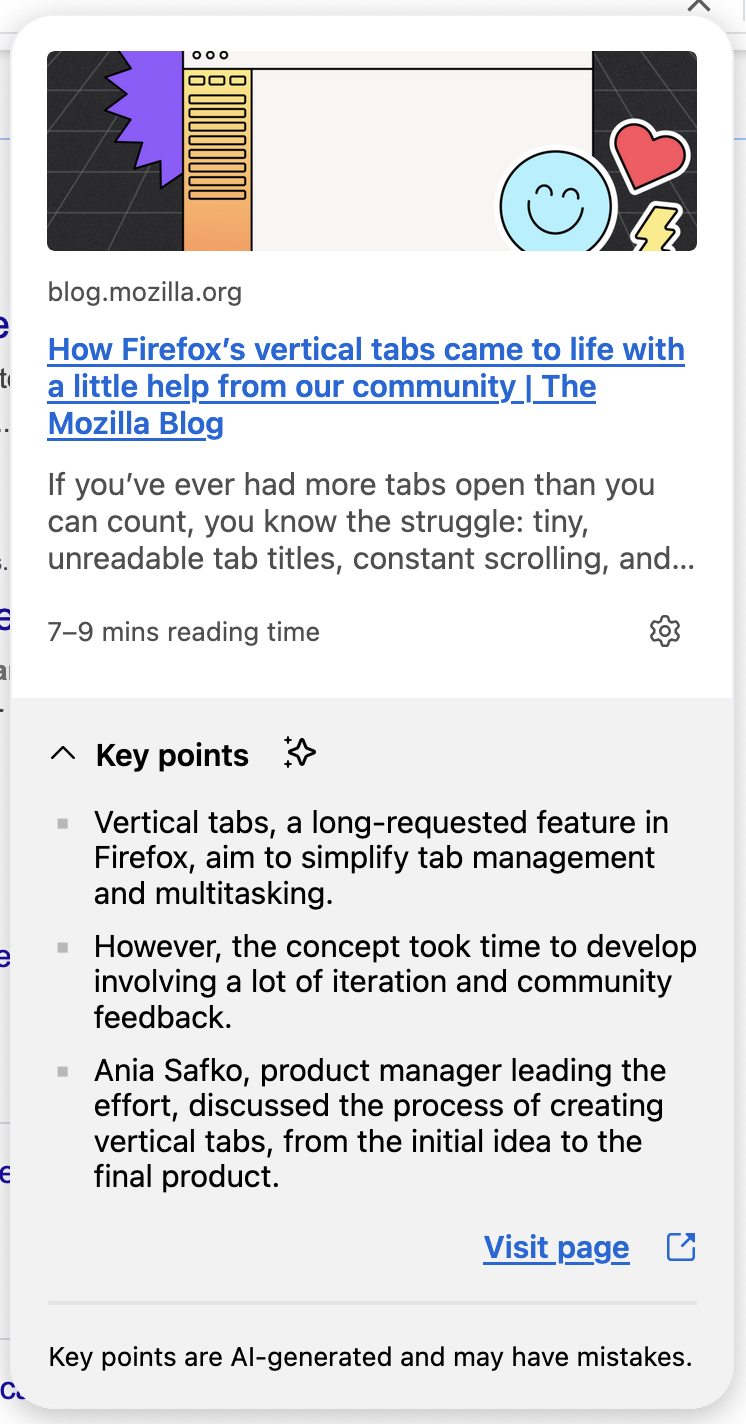 blog.mozilla.org
How Firefox’s vertical tabs came to life with
a little help from our community | The
Mozilla Blog
If you’ve ever had more tabs open than you
can count, you know the struggle: tiny,
unreadable tab titles, constant scrolling, and...
7–9 mins reading time
Key points
Vertical tabs, a long-requested feature in
Firefox, aim to simplify tab management
and multitasking.
However, the concept took time to develop
involving a lot of iteration and community
feedback.
Ania Safko, product manager leading the
effort, discussed the process of creating
vertical tabs, from the initial idea to the
final product.
Visit page
Key points are AI-generated and may have mistakes.